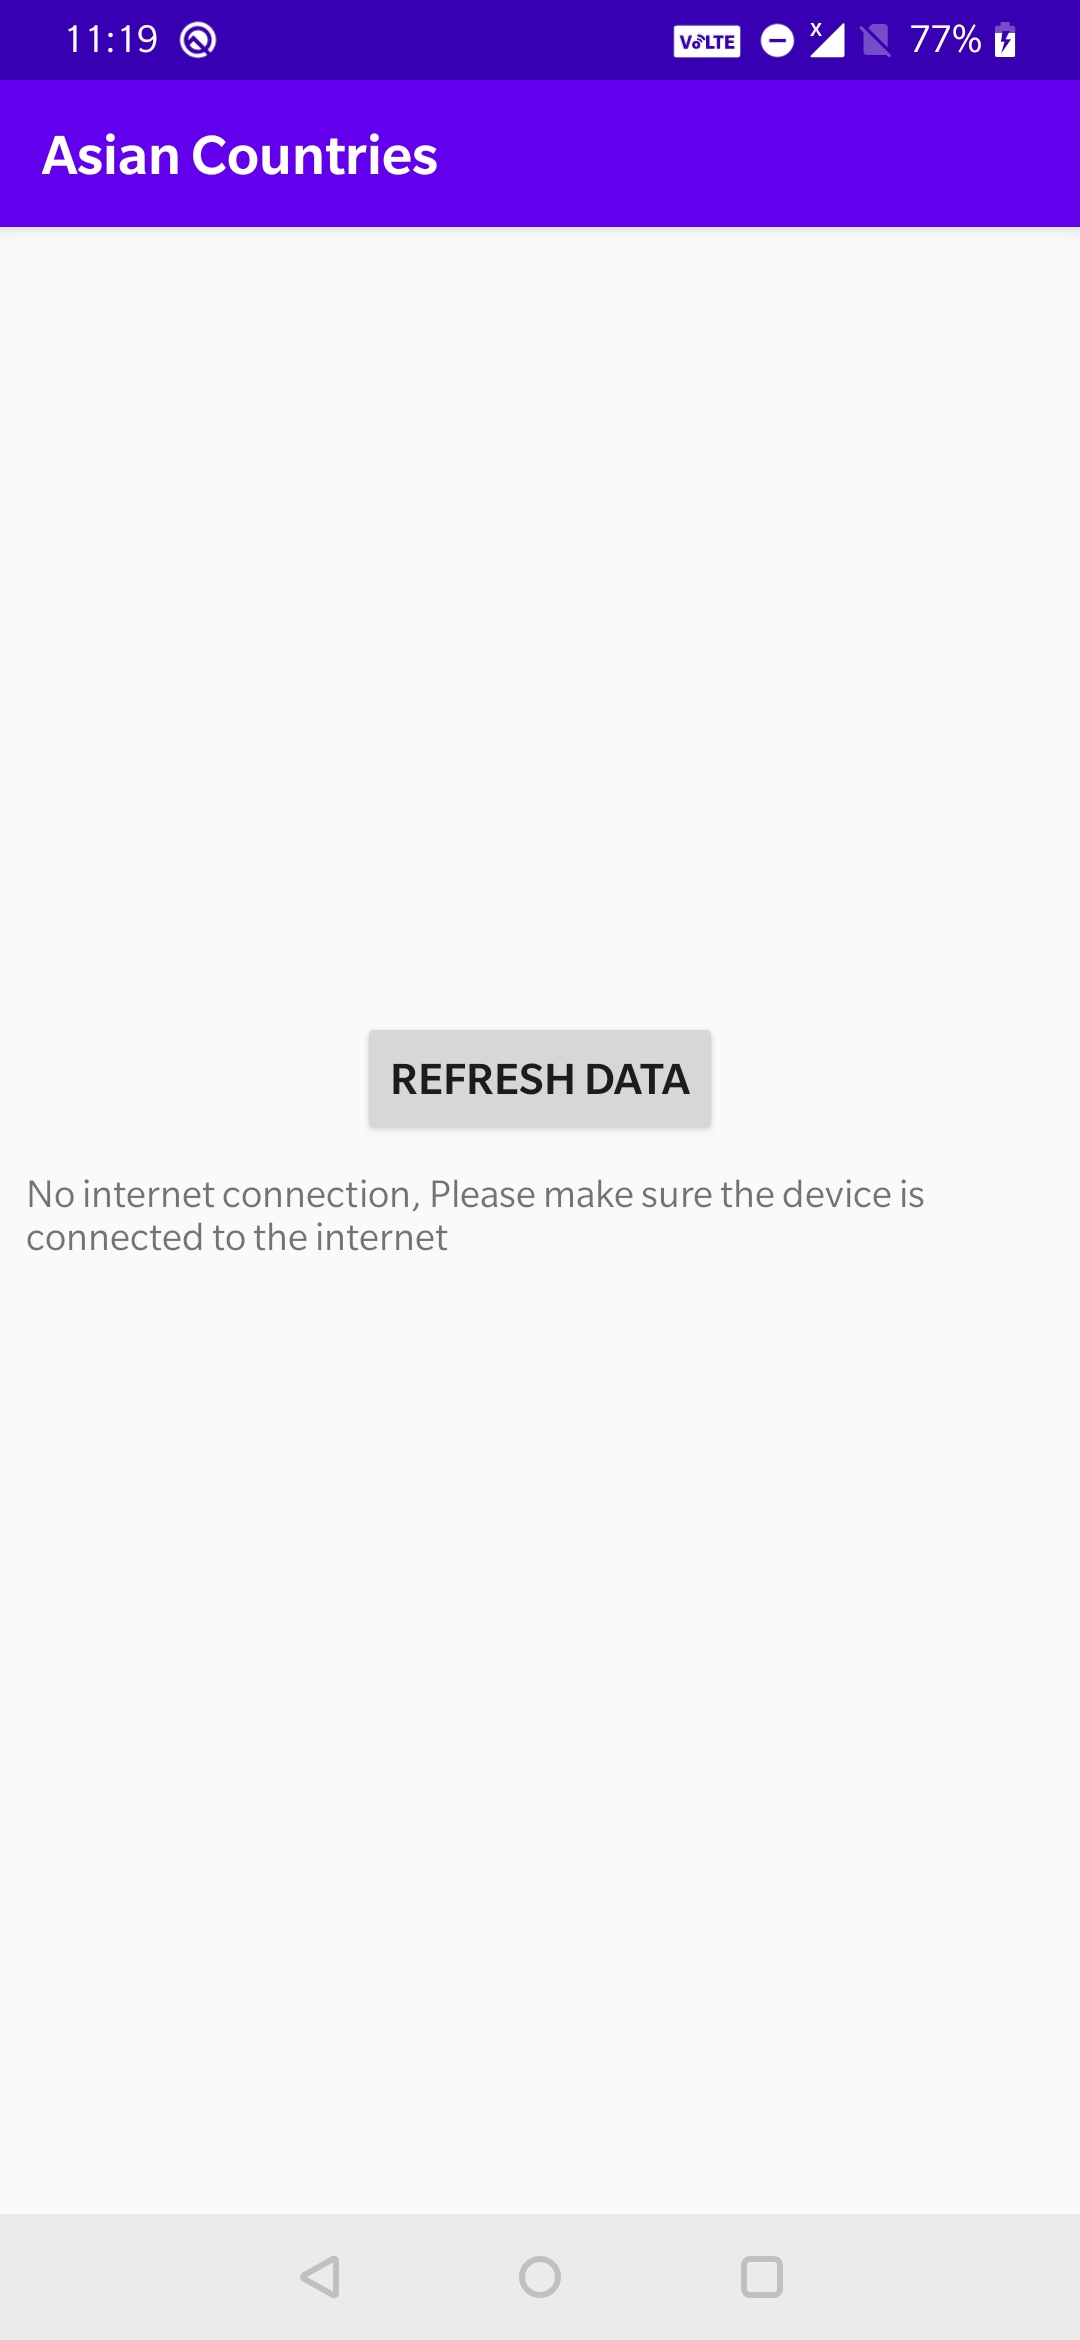 11:19 VoLTE x 77%
Asian Countries
REFRESH DATA
No internet connection, Please make sure the device is
connected to the internet